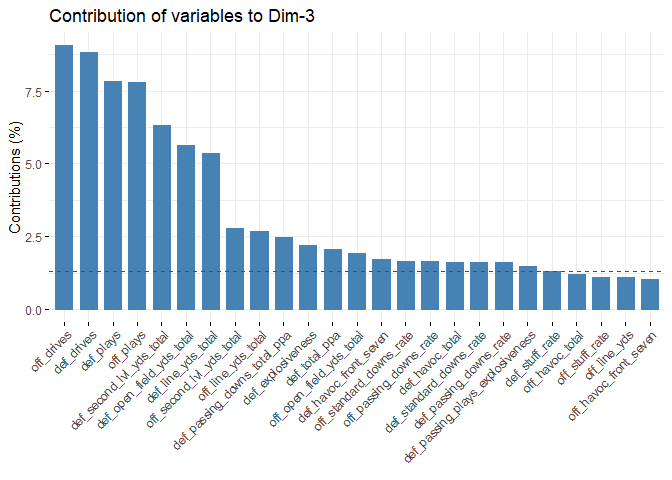 Contribution of variables to Dim-3
Contributions (%)
7.5
5.0
2.5
0.0
off_drives
def_drives
def_plays
off_plays
def_second_lvl_yds_total
def_open_field_yds_total
def_line_yds_total
off_second_lvl_yds_total
off_line_yds_total
def_passing_downs_total_ppa
def_explosiveness
def_total_ppa
off_open_field_yds_total
def_havoc_front_seven
off_standard_downs_rate
off_passing_downs_rate
def_havoc_total
def_standard_downs_rate
def_passing_downs_rate
def_passing_plays_explosiveness
def_stuff_rate
off_havoc_total
off_stuff_rate
off_line_yds
off_havoc_front_seven